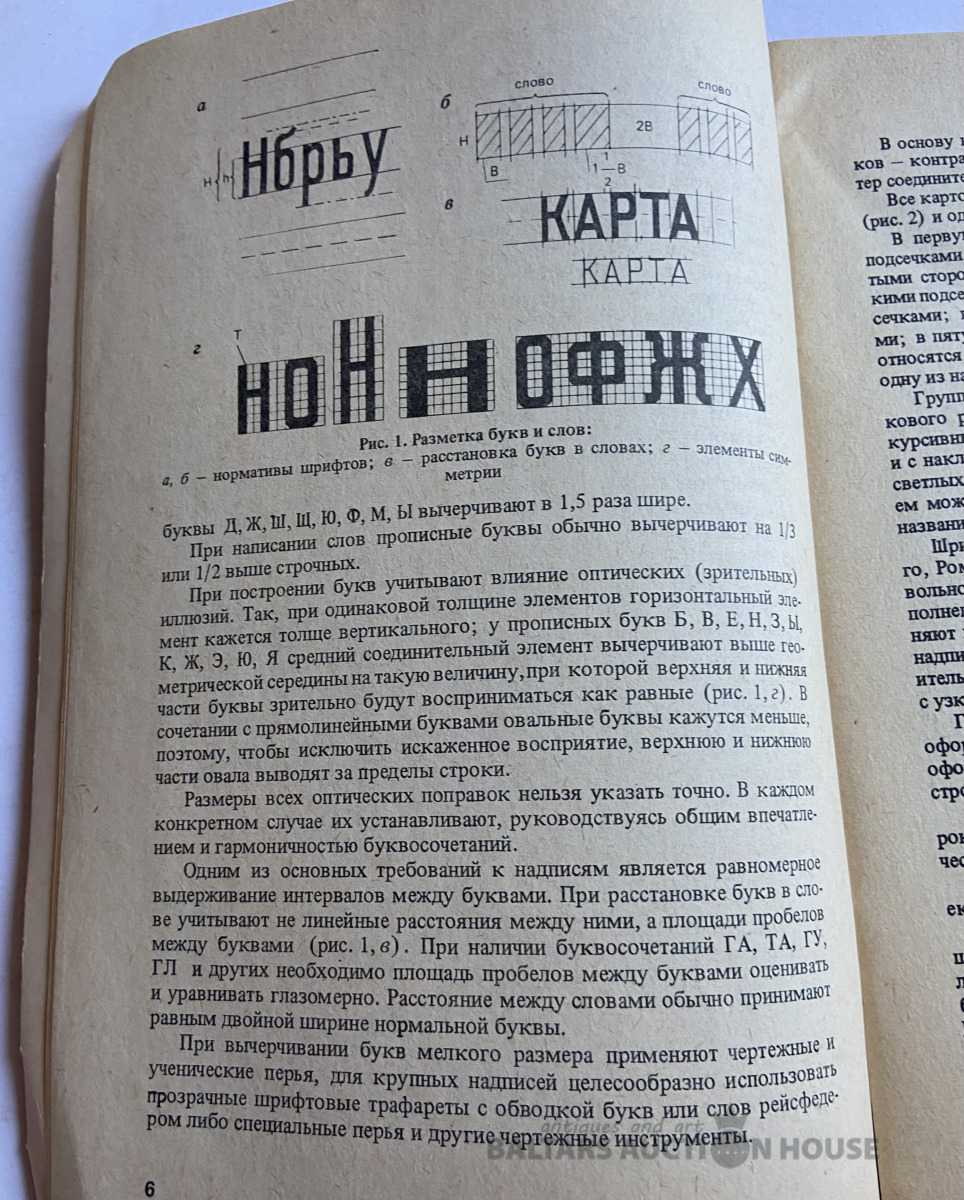 а
Нбрьу
H
h
б
слово
слово
H
2В
В
1
1 — В
2
в
КАРТА
КАРТА
г
Т
НОН Н ОФЖХ
Рис. 1. Разметка букв и слов:
а, б — нормативы шрифтов; в — расстановка букв в словах; г — элементы сим-
метрии
буквы Д, Ж, Ш, Щ, Ю, Ф, М, Ы вычерчивают в 1,5 раза шире.
При написании слов прописные буквы обычно вычерчивают на 1/3
или 1/2 выше строчных.
При построении букв учитывают влияние оптических (зрительных)
иллюзий. Так, при одинаковой толщине элементов горизонтальный эле-
мент кажется толще вертикального; у прописных букв Б, В, Е, Н, З, Ы,
К, Ж, Э, Ю, Я средний соединительный элемент вычерчивают выше гео-
метрической середины на такую величину, при которой верхняя и нижняя
части буквы зрительно будут восприниматься как равные (рис. 1, г). В
сочетании с прямолинейными буквами овальные буквы кажутся меньше,
поэтому, чтобы исключить искаженное восприятие, верхнюю и нижнюю
части овала выводят за пределы строки.
Размеры всех оптических поправок нельзя указать точно. В каждом
конкретном случае их устанавливают, руководствуясь общим впечатле-
нием и гармоничностью буквосочетаний.
Одним из основных требований к надписям является равномерное
выдерживание интервалов между буквами. При расстановке букв в сло-
ве учитывают не линейные расстояния между ними, а площади пробелов
между буквами (рис. 1, в). При наличии буквосочетаний ГА, ТА, ГУ,
ГЛ и других необходимо площадь пробелов между буквами оценивать
и уравнивать глазомерно. Расстояние между словами обычно принимают
равным двойной ширине нормальной буквы.
При вычерчивании букв мелкого размера применяют чертежные и
ученические перья, для крупных надписей целесообразно использовать
прозрачные шрифтовые трафареты с обводкой букв или слов рейсфеде-
ром либо специальные перья и другие чертежные инструменты.
6
В основу
ков — контра
тер соедините
Все карто
(рис. 2) и од
В первую
подсечками
тыми сторо
кими подсе
сечками;
ми; в пяту
относятся
одну из на
Групп
кового р
курсивн
и с накл
светлых
ем мож
названи
Шри
го, Ром
вольно
полнен
няют
надпи
итель
с узк
офор
офо
стро
рон
чес
ек
antiques and art
BALTARS AUCTION HOUSE